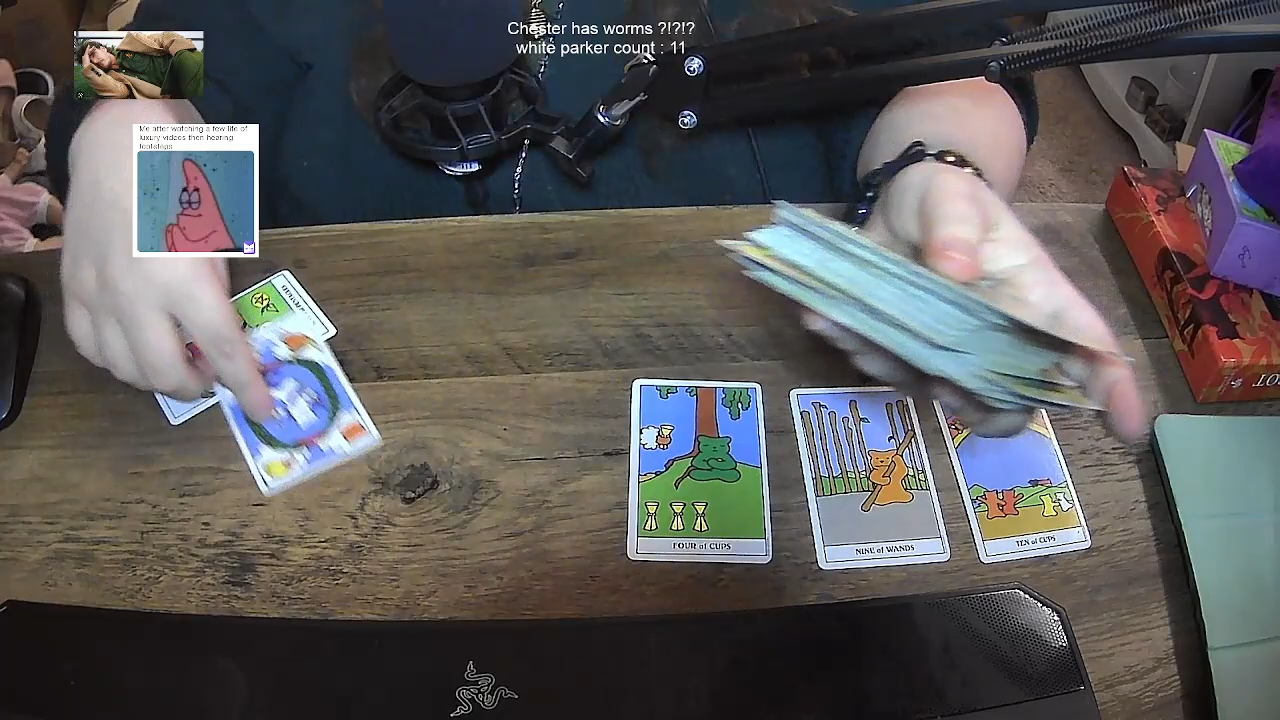 Chester has worms ?!?!?
white parker count : 11
Me after watching a few life of
luxury videos then hearing
footsteps
FOUR of CUPS
NINE of WANDS
TEN of CUPS